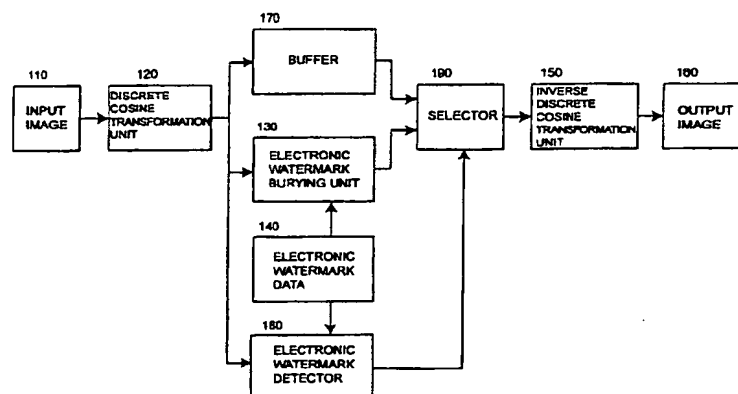 170
BUFFER
110
INPUT
IMAGE
120
DISCRETE
COSINE
TRANSFORMATION
UNIT
130
ELECTRONIC
WATERMARK
BURYING UNIT
190
SELECTOR
150
INVERSE
DISCRETE
COSINE
TRANSFORMATION
UNIT
160
OUTPUT
IMAGE
140
ELECTRONIC
WATERMARK
DATA
180
ELECTRONIC
WATERMARK
DETECTOR